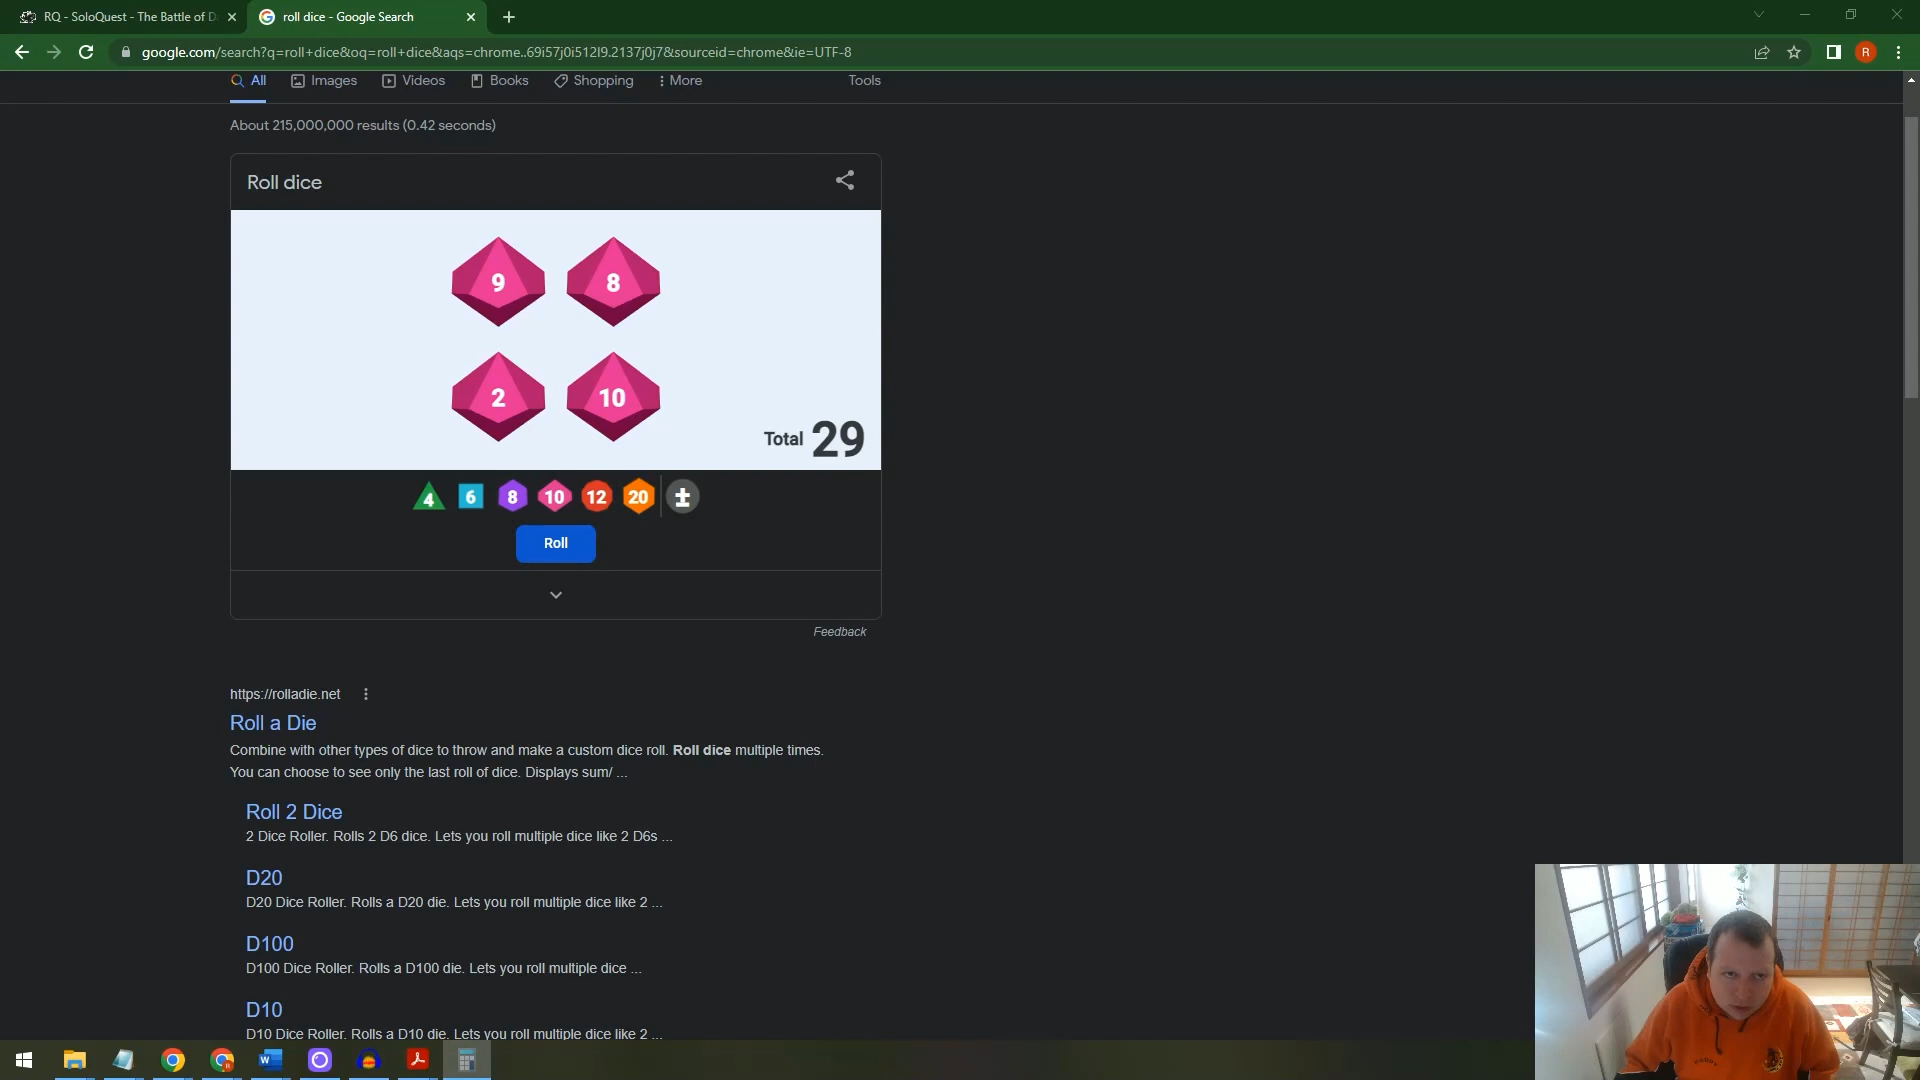 RQ - SoloQuest - The Battle of D
roll dice - Google Search
google.com/search?q=roll+dice&oq=roll+dice&aqs=chrome..69i57j0i512l9.2137j0j7&sourceid=chrome&ie=UTF-8
R
All
Images
Videos
Books
Shopping
More
Tools
About 215,000,000 results (0.42 seconds)
Roll dice
9 8
2 10
Total 29
4 6 8 10 12 20 ±
Roll
Feedback
https://rolladie.net
Roll a Die
Combine with other types of dice to throw and make a custom dice roll. Roll dice multiple times.
You can choose to see only the last roll of dice. Displays sum/ ...
Roll 2 Dice
2 Dice Roller. Rolls 2 D6 dice. Lets you roll multiple dice like 2 D6s ...
D20
D20 Dice Roller. Rolls a D20 die. Lets you roll multiple dice like 2 ...
D100
D100 Dice Roller. Rolls a D100 die. Lets you roll multiple dice ...
D10
D10 Dice Roller. Rolls a D10 die. Lets you roll multiple dice like 2 ...